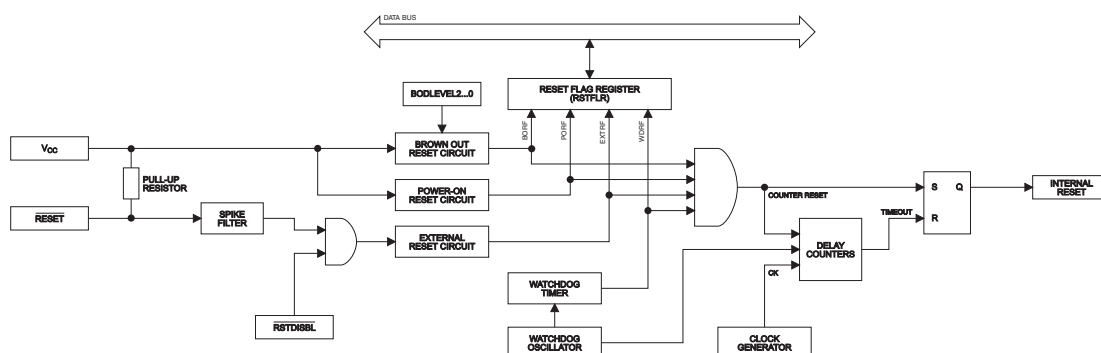 DATA BUS
RESET FLAG REGISTER
(RSTFLR)
BODLEVEL2...0
BORF
PORF
EXTRF
WDRF
VCC
BROWN OUT
RESET CIRCUIT
PULL-UP
RESISTOR
POWER-ON
RESET CIRCUIT
S
Q
INTERNAL
RESET
COUNTER RESET
RESET
SPIKE
FILTER
TIMEOUT
R
EXTERNAL
RESET CIRCUIT
DELAY
COUNTERS
CK
WATCHDOG
TIMER
RSTDISBL
WATCHDOG
OSCILLATOR
CLOCK
GENERATOR